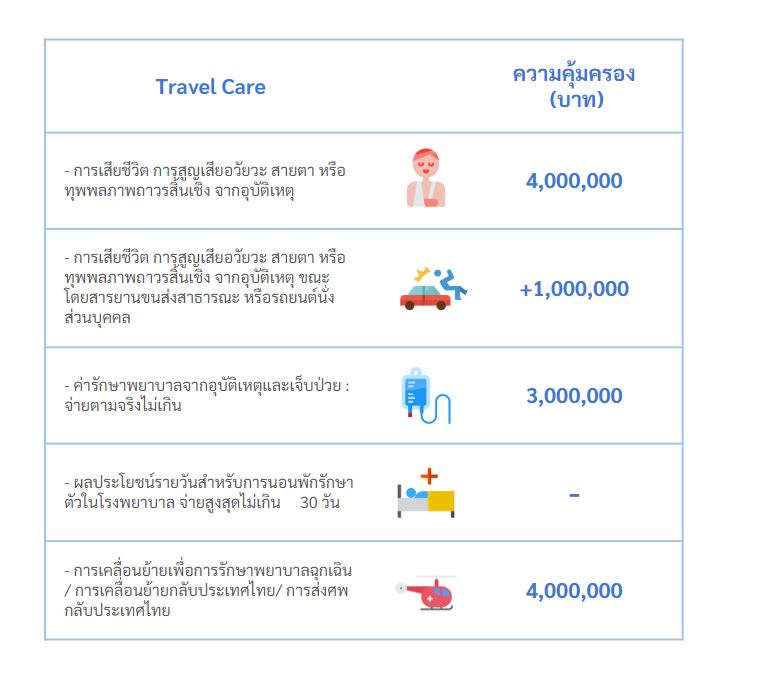 Travel Care
ความคุ้มครอง
(บาท)
- การเสียชีวิต การสูญเสียอวัยวะ สายตา หรือ
ทุพพลภาพถาวรสิ้นเชิง จากอุบัติเหตุ
4,000,000
- การเสียชีวิต การสูญเสียอวัยวะ สายตา หรือ
ทุพพลภาพถาวรสิ้นเชิง จากอุบัติเหตุ ขณะ
โดยสารยานขนส่งสาธารณะ หรือรถยนต์นั่ง
ส่วนบุคคล
+1,000,000
- ค่ารักษาพยาบาลจากอุบัติเหตุและเจ็บป่วย :
จ่ายตามจริงไม่เกิน
3,000,000
- ผลประโยชน์รายวันสำหรับการนอนพักรักษา
ตัวในโรงพยาบาล จ่ายสูงสุดไม่เกิน 30 วัน
-
- การเคลื่อนย้ายเพื่อการรักษาพยาบาลฉุกเฉิน
/ การเคลื่อนย้ายกลับประเทศไทย/ การส่งศพ
กลับประเทศไทย
4,000,000